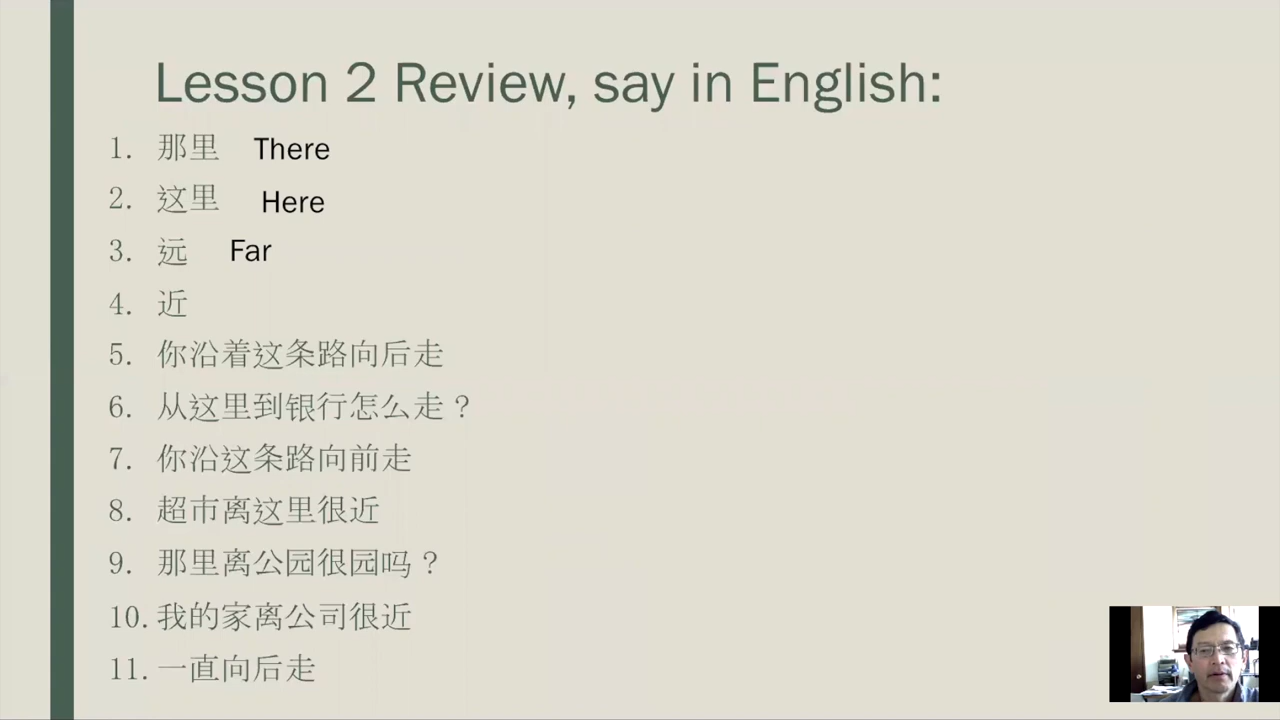 Lesson 2 Review, say in English:
1. 那里 There
2. 这里 Here
3. 远 Far
4. 近
5. 你沿着这条路向后走
6. 从这里到银行怎么走？
7. 你沿这条路向前走
8. 超市离这里很近
9. 那里离公园很园吗？
10. 我的家离公司很近
11. 一直向后走